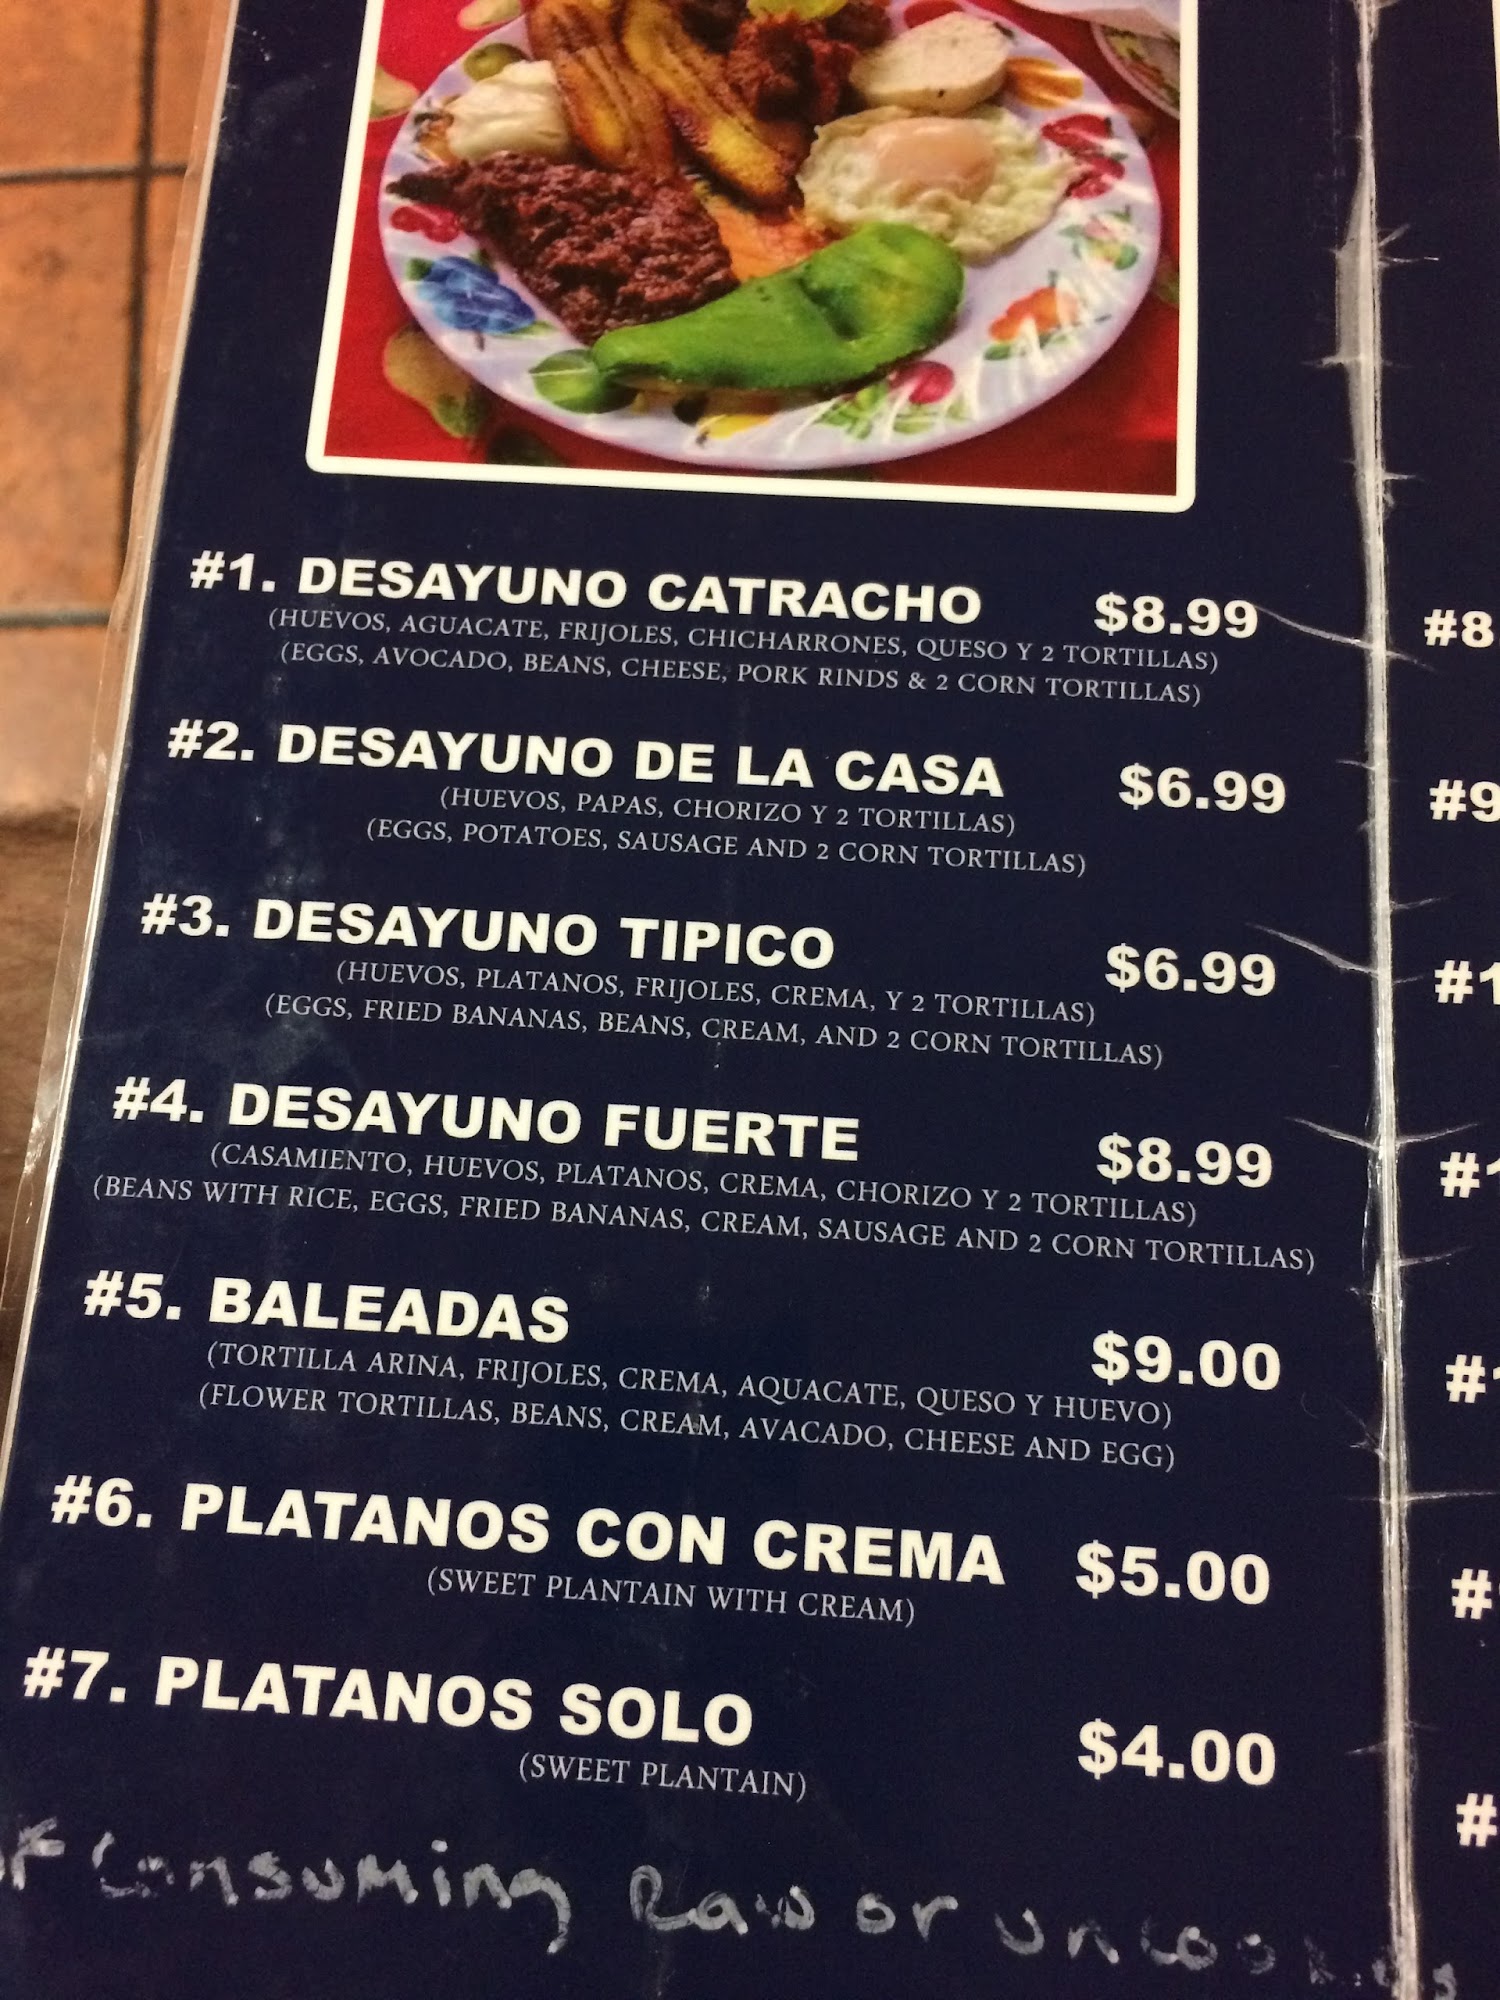 #1. DESAYUNO CATRACHO $8.99
(HUEVOS, AGUACATE, FRIJOLES, CHICHARRONES, QUESO Y 2 TORTILLAS)
(EGGS, AVOCADO, BEANS, CHEESE, PORK RINDS & 2 CORN TORTILLAS)
#2. DESAYUNO DE LA CASA $6.99
(HUEVOS, PAPAS, CHORIZO Y 2 TORTILLAS)
(EGGS, POTATOES, SAUSAGE AND 2 CORN TORTILLAS)
#3. DESAYUNO TIPICO $6.99
(HUEVOS, PLATANOS, FRIJOLES, CREMA, Y 2 TORTILLAS)
(EGGS, FRIED BANANAS, BEANS, CREAM, AND 2 CORN TORTILLAS)
#4. DESAYUNO FUERTE $8.99
(CASAMIENTO, HUEVOS, PLATANOS, CREMA, CHORIZO Y 2 TORTILLAS)
(BEANS WITH RICE, EGGS, FRIED BANANAS, CREAM, SAUSAGE AND 2 CORN TORTILLAS)
#5. BALEADAS $9.00
(TORTILLA ARINA, FRIJOLES, CREMA, AQUACATE, QUESO Y HUEVO)
(FLOWER TORTILLAS, BEANS, CREAM, AVACADO, CHEESE AND EGG)
#6. PLATANOS CON CREMA $5.00
(SWEET PLANTAIN WITH CREAM)
#7. PLATANOS SOLO $4.00
(SWEET PLANTAIN)
Consuming Raw or
#8
#9
#1
#1
#1
#
#